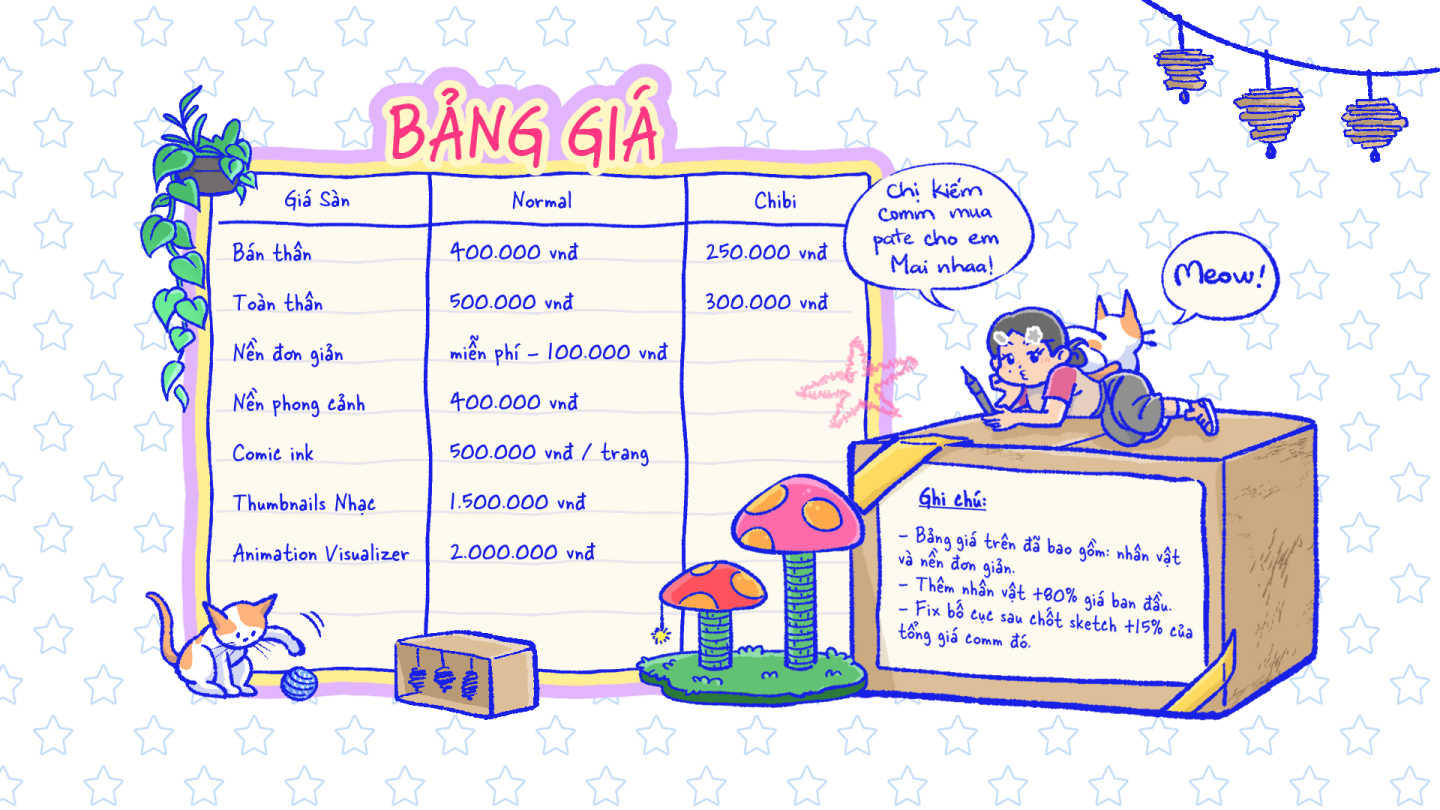 BẢNG GIÁ
Giá Sàn Normal Chibi
Bán thân 400.000 vnđ 250.000 vnđ
Toàn thân 500.000 vnđ 300.000 vnđ
Nền đơn giản miễn phí – 100.000 vnđ
Nền phong cảnh 400.000 vnđ
Comic ink 500.000 vnđ / trang
Thumbnails Nhạc 1.500.000 vnđ
Animation Visualizer 2.000.000 vnđ
Chị kiếm
comm mua
pate cho em
Mai nhaa!
Meow!
Ghi chú:
– Bảng giá trên đã bao gồm: nhân vật
và nền đơn giản.
– Thêm nhân vật +80% giá ban đầu.
– Fix bố cục sau chốt sketch +15% của
tổng giá comm đó.